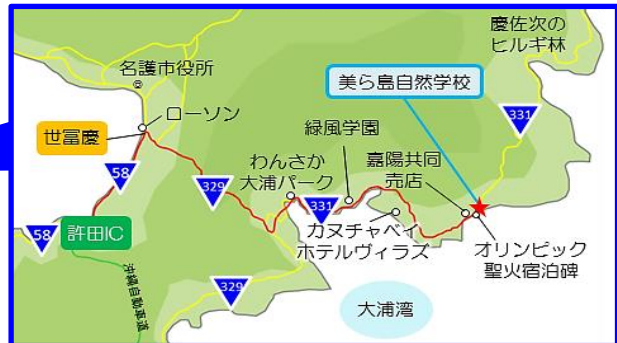 慶佐次の
ヒルギ林
名護市役所
美ら島自然学校
ローソン
331
世冨慶
緑風学園
嘉陽共同
売店
わんさか
大浦パーク
58
329
331
許田IC
58
カヌチャベイ
ホテルヴィラズ
オリンピック
聖火宿泊碑
沖縄自動車道
329
大浦湾